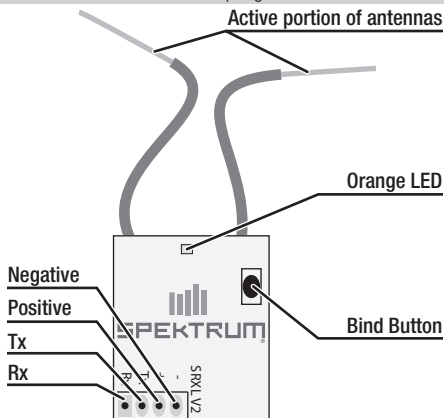 Active portion of antennas
Orange LED
Negative
Positive
Tx
Rx
SPEKTRUM
Bind Button
SRXL V2